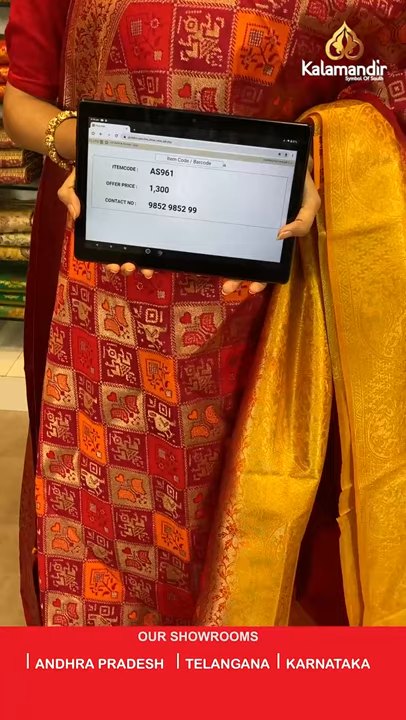 Kalamandir
Symbol Of South
Item Code / Barcode
ITEMCODE : AS961
OFFER PRICE : 1,300
CONTACT NO : 9852 9852 99
OUR SHOWROOMS
| ANDHRA PRADESH | TELANGANA | KARNATAKA